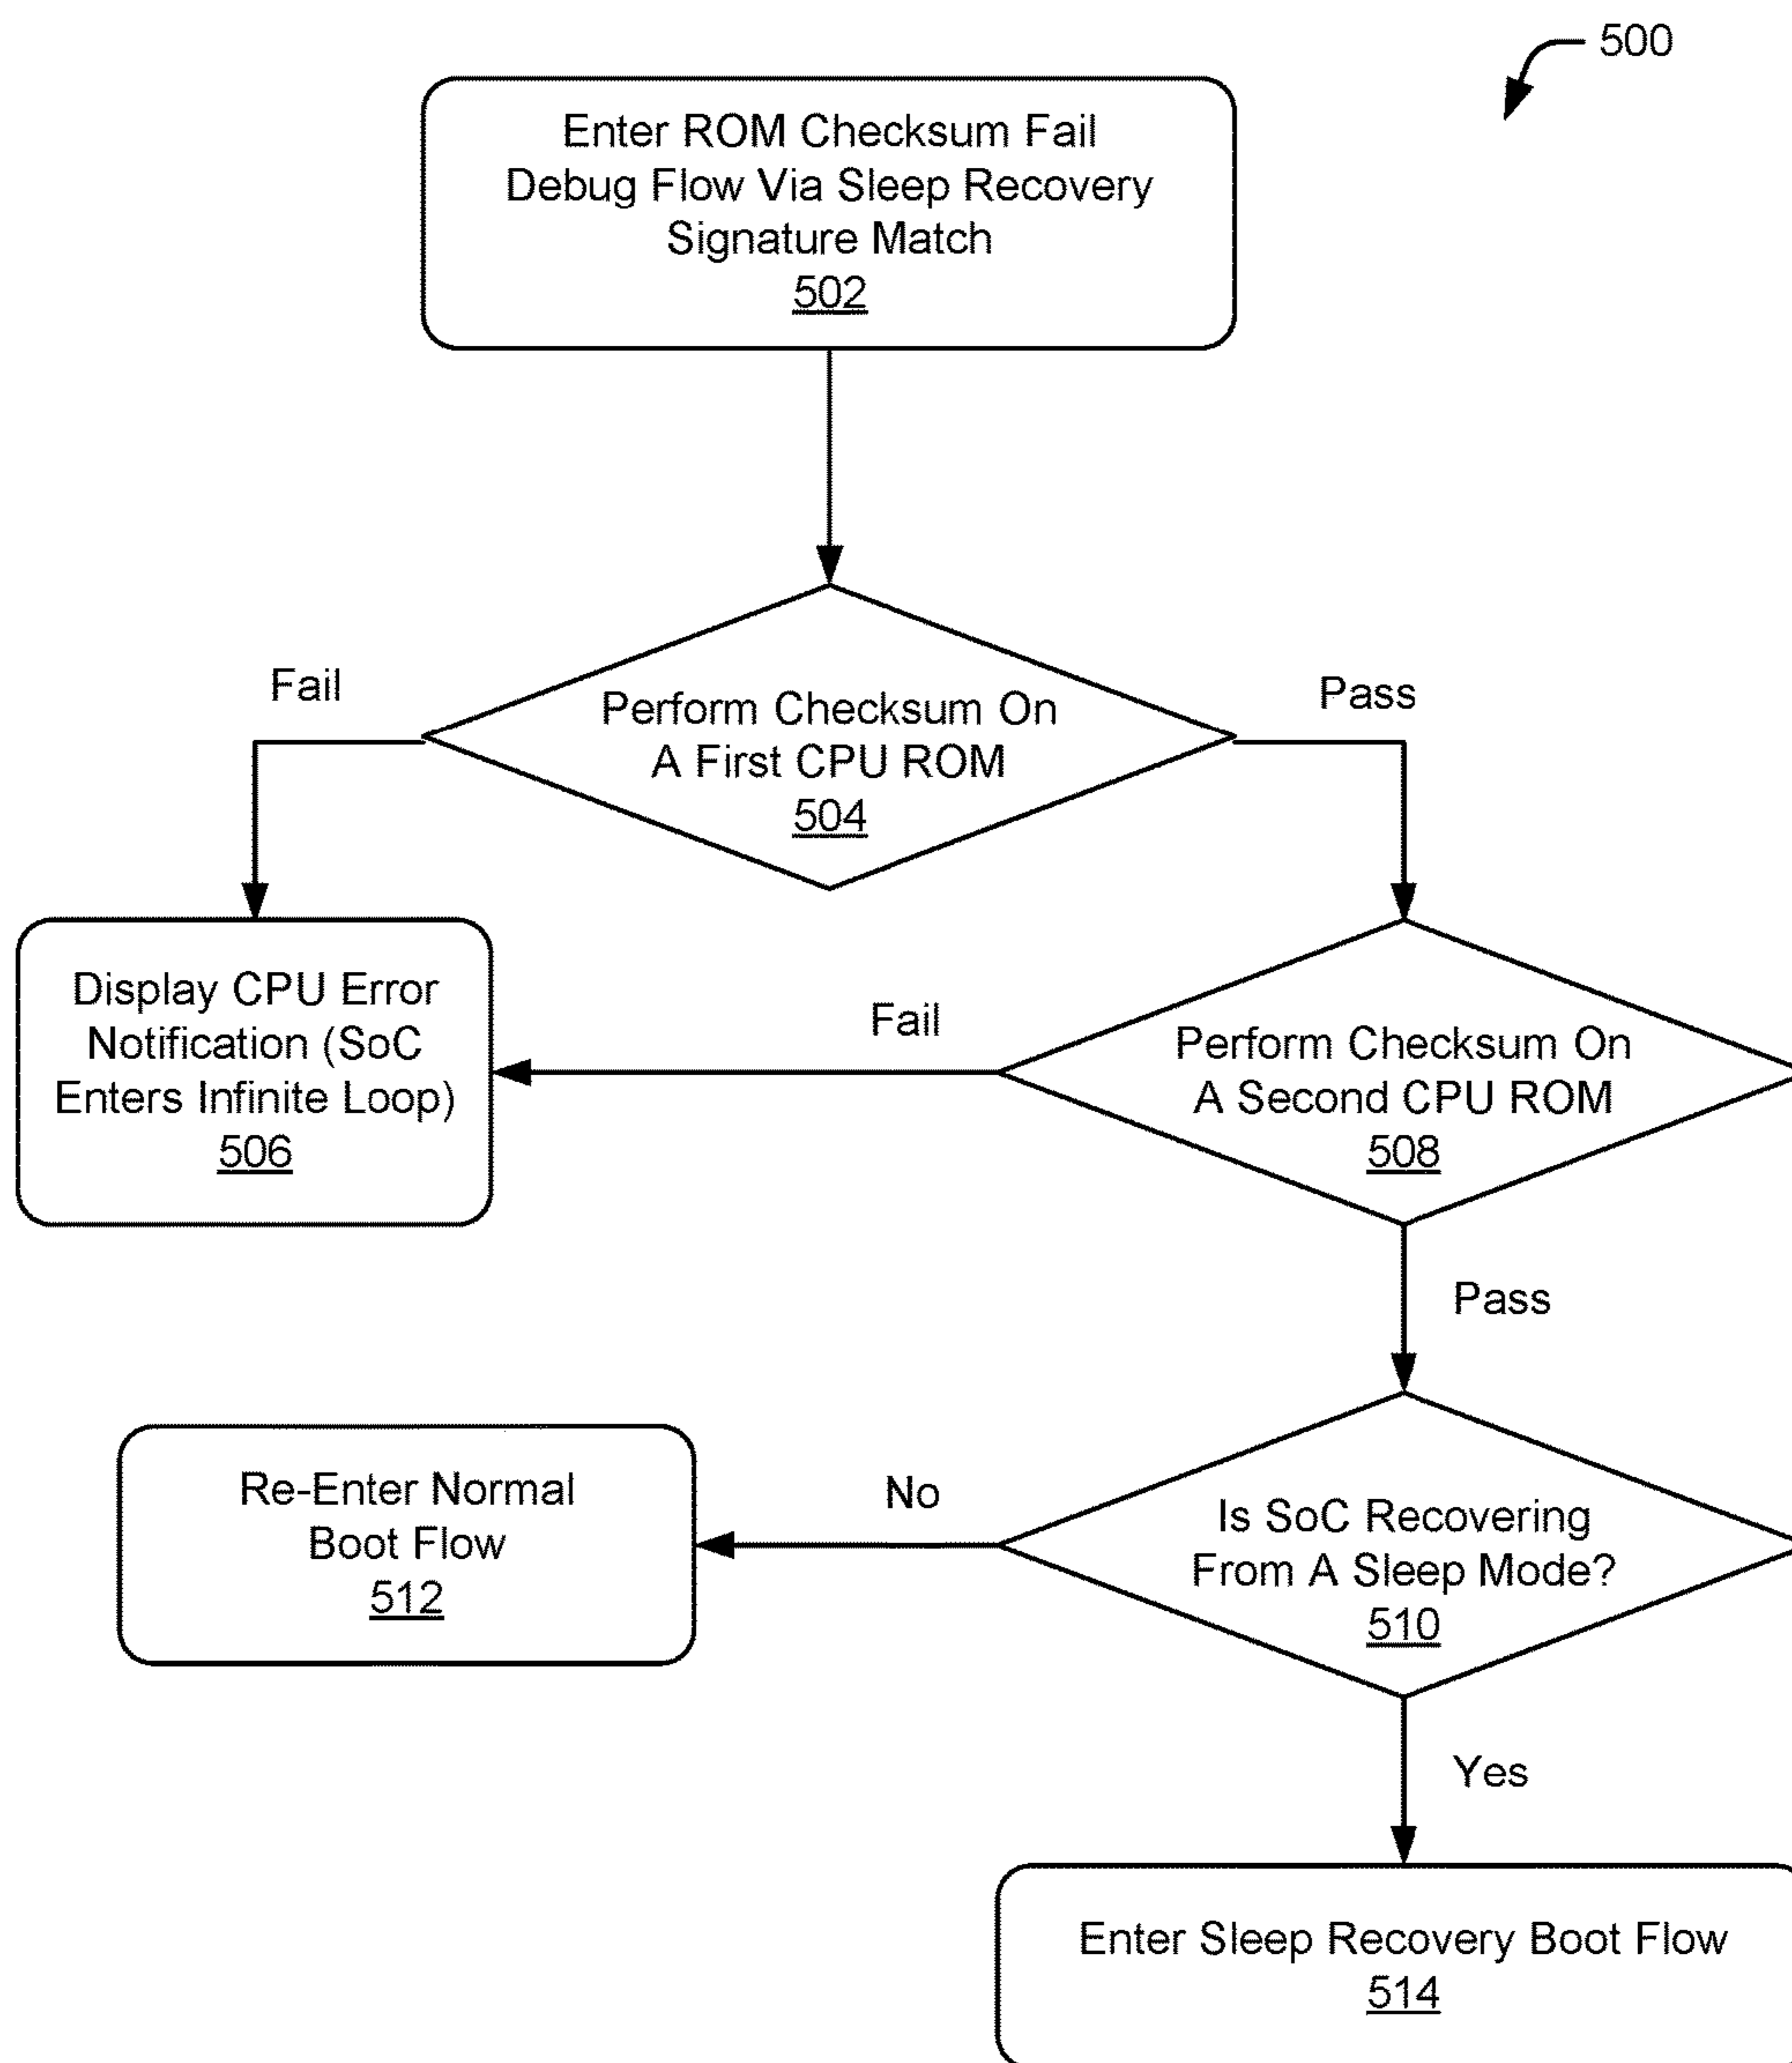 500
Enter ROM Checksum Fail
Debug Flow Via Sleep Recovery
Signature Match
502
Fail
Pass
Perform Checksum On
A First CPU ROM
504
Display CPU Error
Notification (SoC
Enters Infinite Loop)
506
Fail
Perform Checksum On
A Second CPU ROM
508
Pass
Re-Enter Normal
Boot Flow
512
No
Is SoC Recovering
From A Sleep Mode?
510
Yes
Enter Sleep Recovery Boot Flow
514